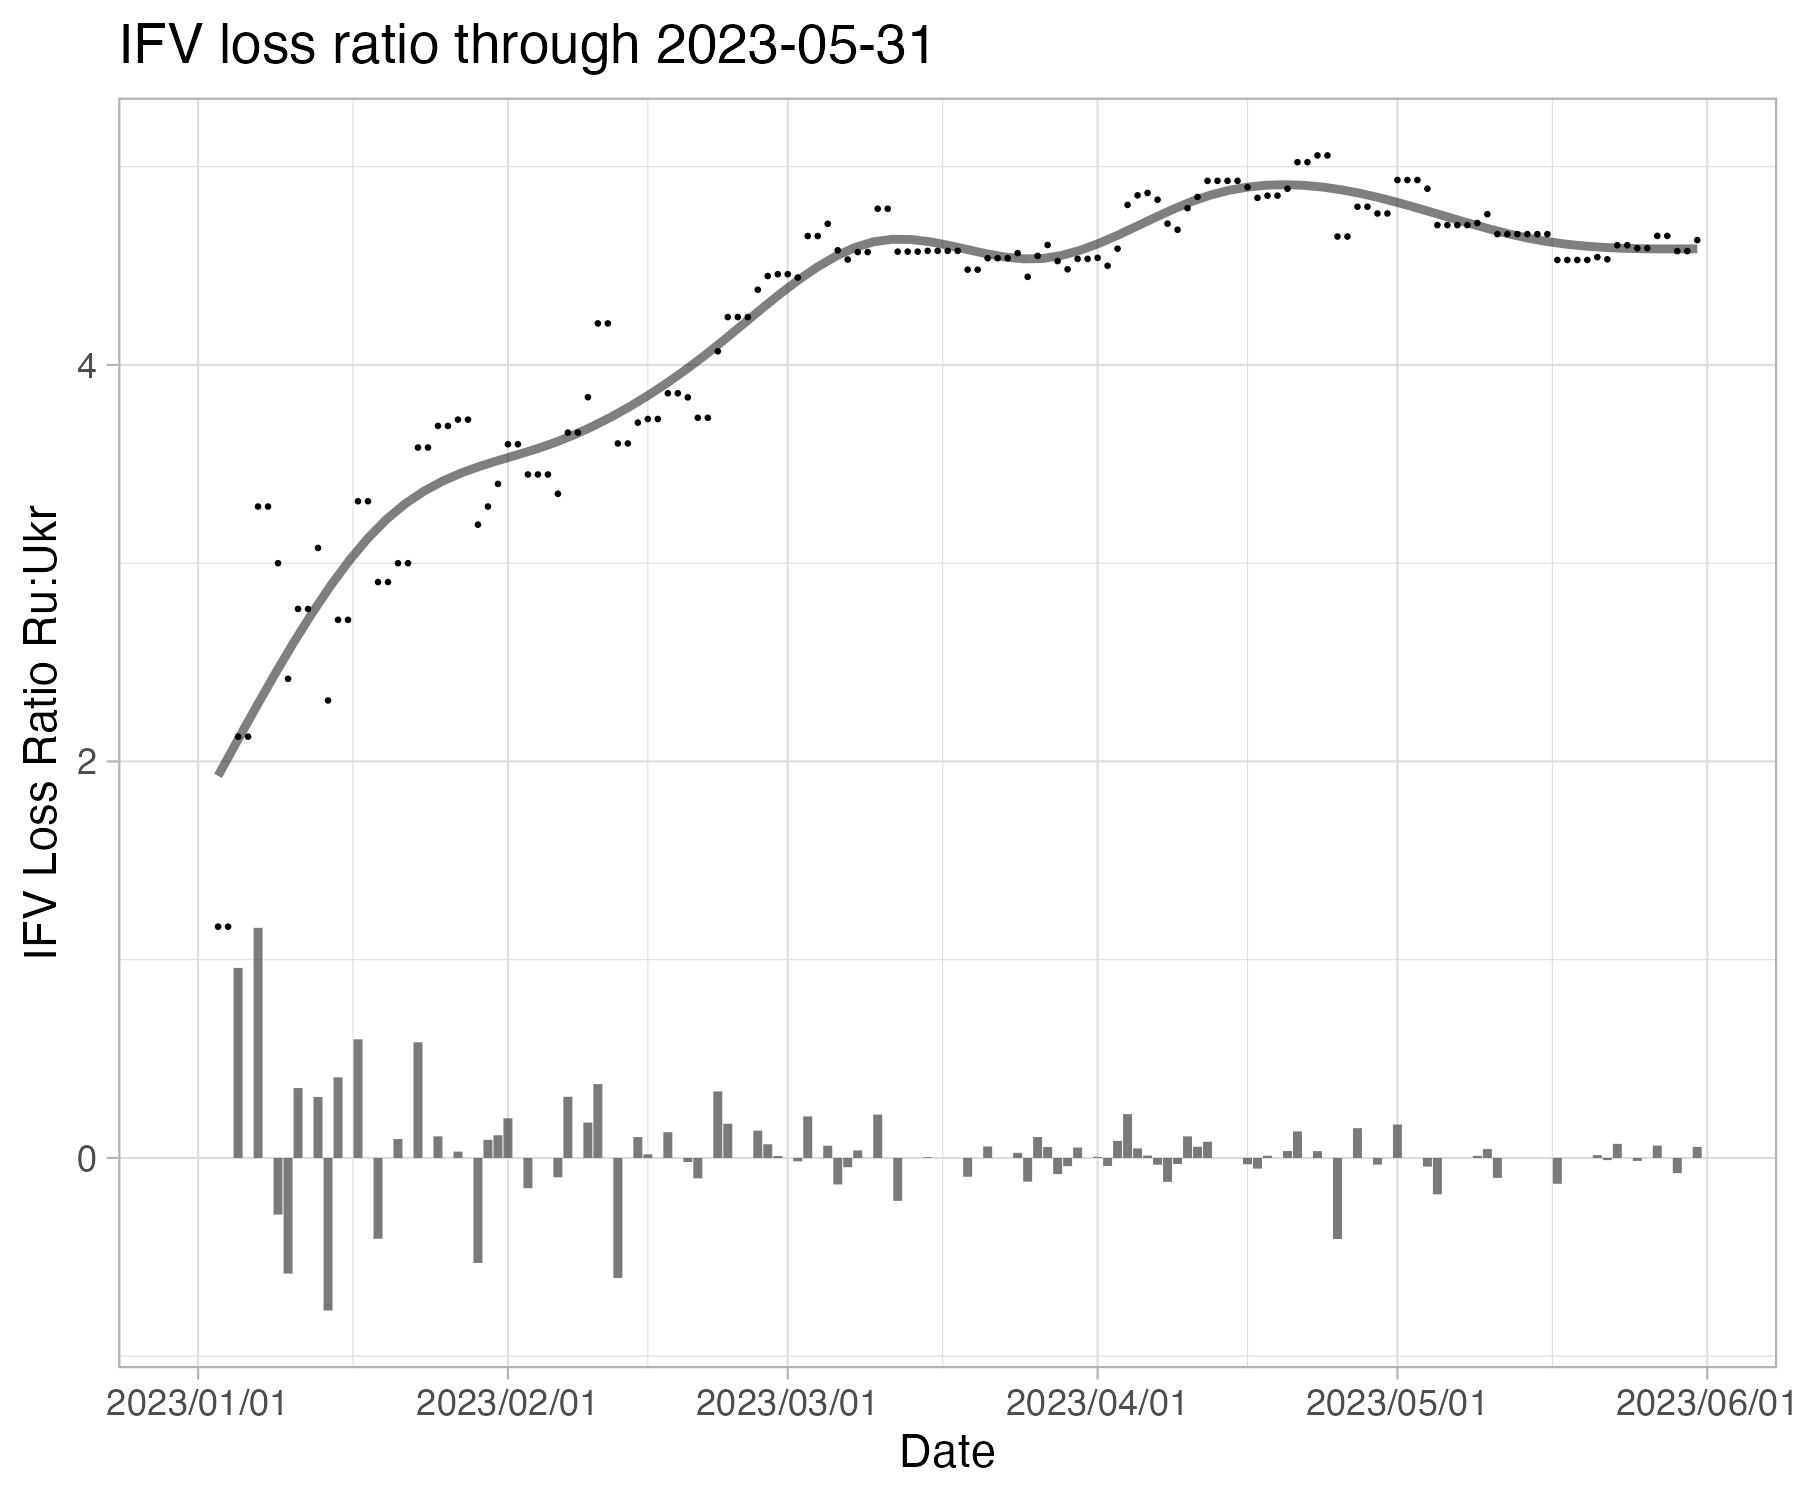 IFV loss ratio through 2023-05-31
IFV Loss Ratio Ru:Ukr
4
2
0
2023/01/01 2023/02/01 2023/03/01 2023/04/01 2023/05/01 2023/06/01
Date